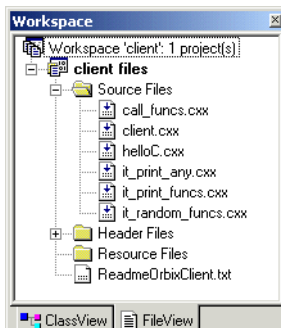 Workspace
Workspace 'client': 1 project(s)
client files
Source Files
call_funcs.cxx
client.cxx
helloC.cxx
it_print_any.cxx
it_print_funcs.cxx
it_random_funcs.cxx
Header Files
Resource Files
ReadmeOrbixClient.txt
ClassView FileView